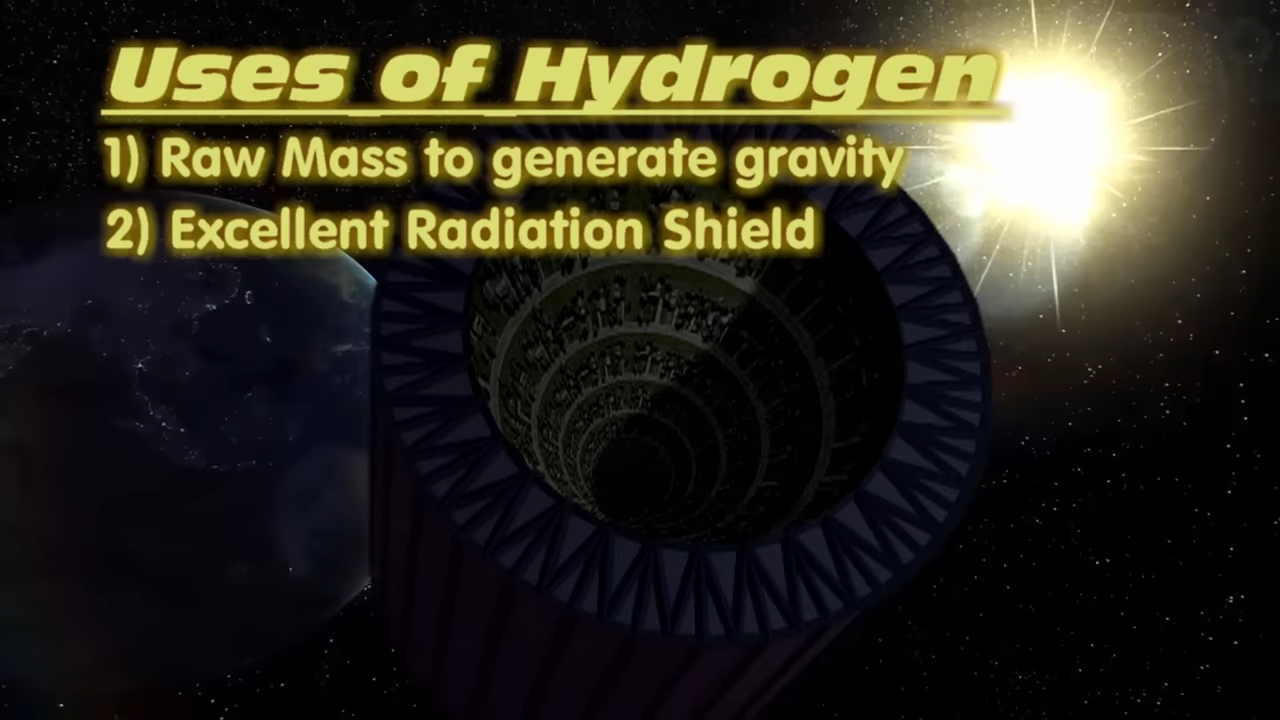 Uses of Hydrogen
1) Raw Mass to generate gravity
2) Excellent Radiation Shield